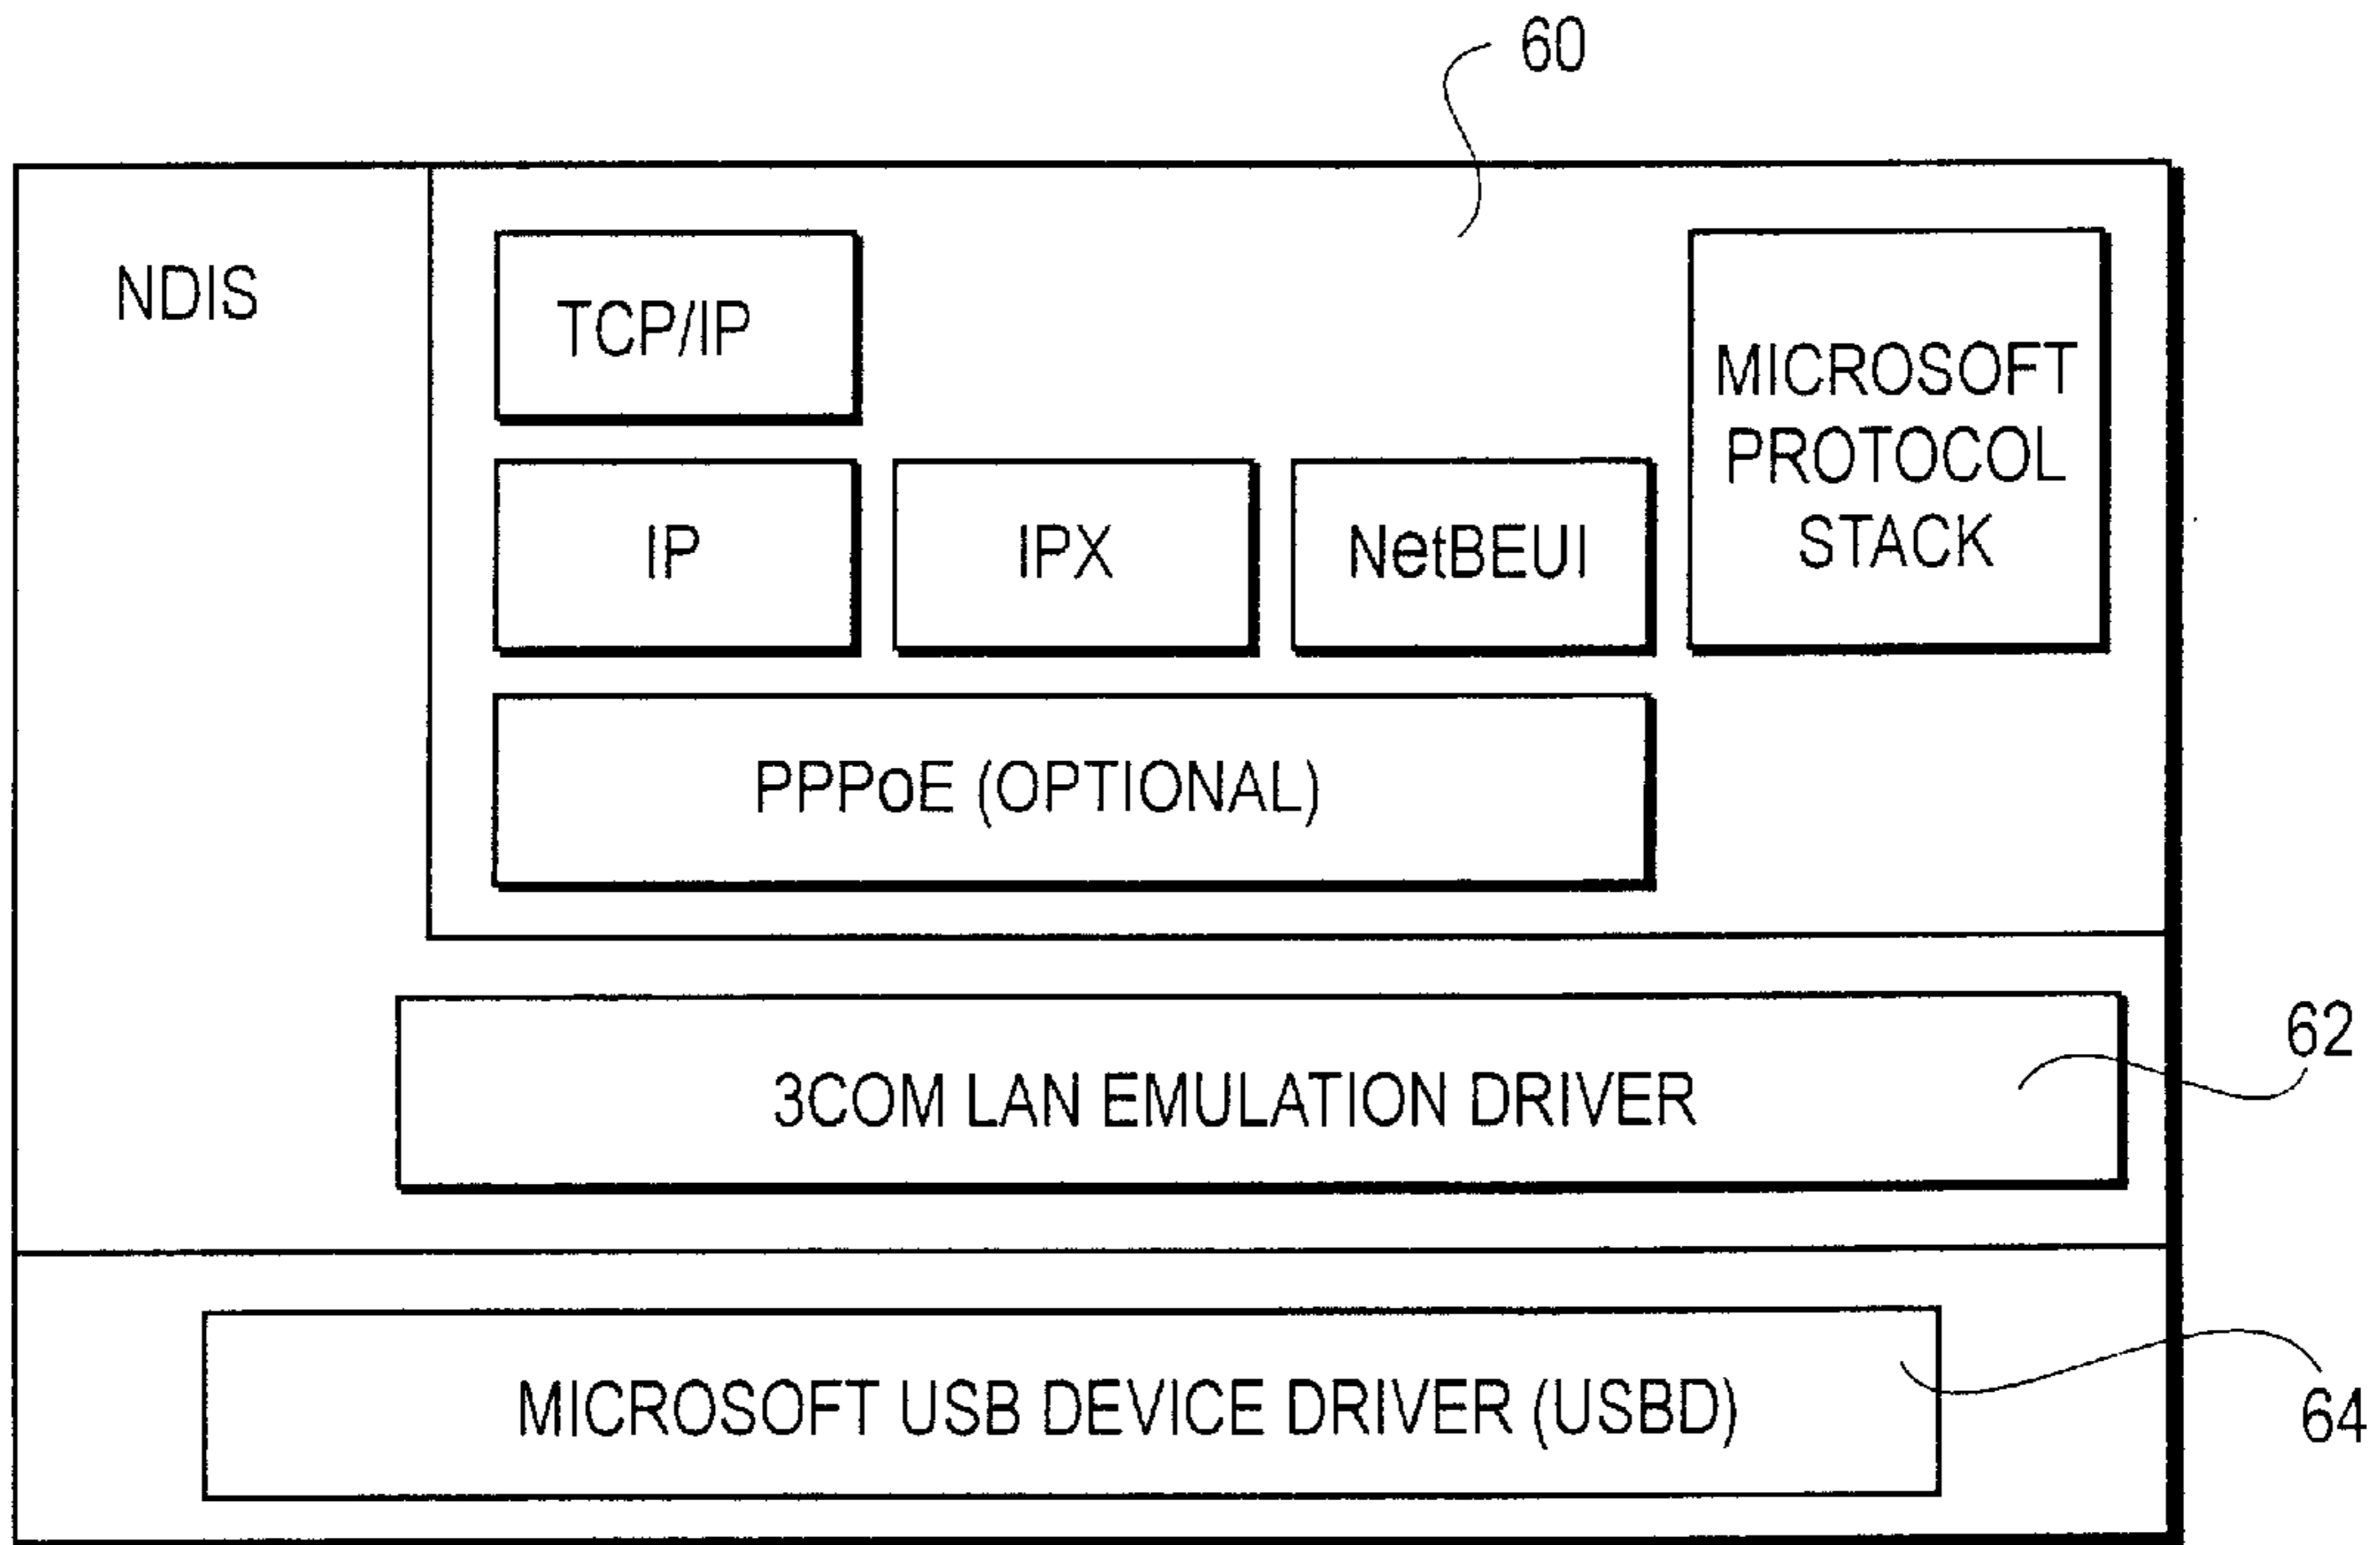 60
NDIS
TCP/IP
MICROSOFT
PROTOCOL
STACK
IP
IPX
NetBEUI
PPPoE (OPTIONAL)
62
3COM LAN EMULATION DRIVER
MICROSOFT USB DEVICE DRIVER (USBD)
64